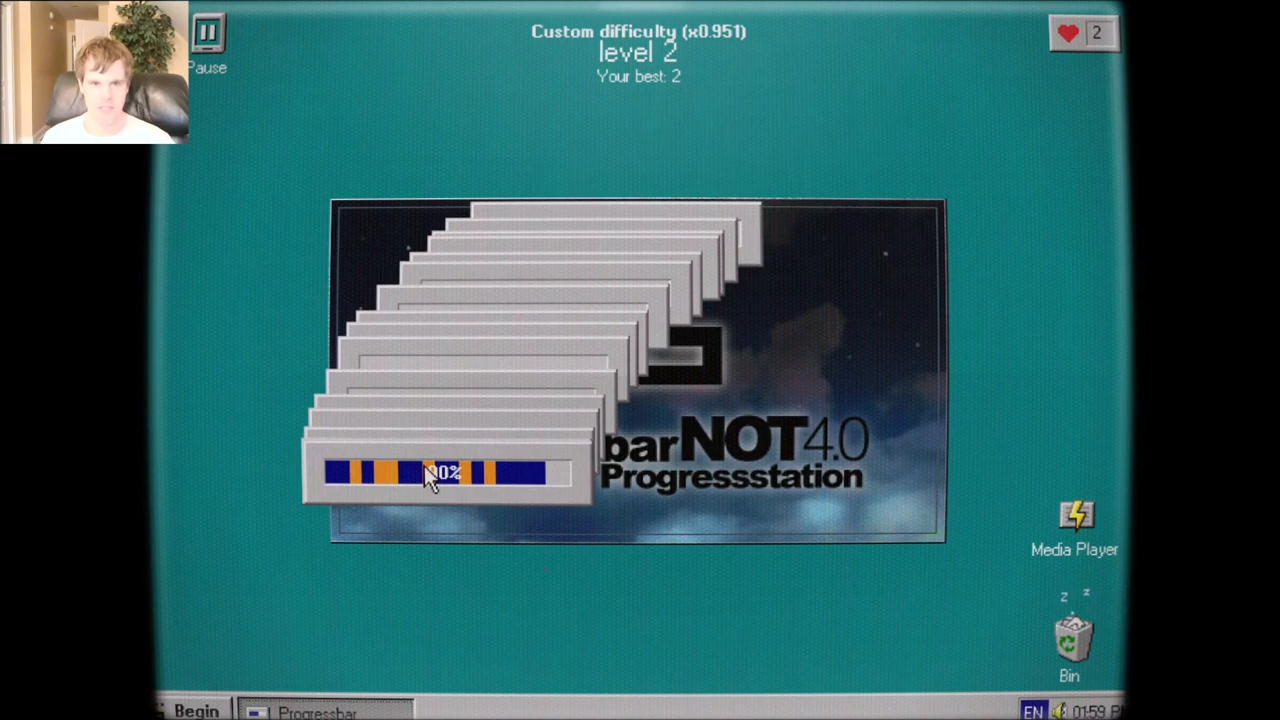 Custom difficulty (x0.951)
level 2
Your best: 2
2
Pause
barNOT4.0
Progressstation
Media Player
z z
Bin
Begin
Progressbar
EN
01:59